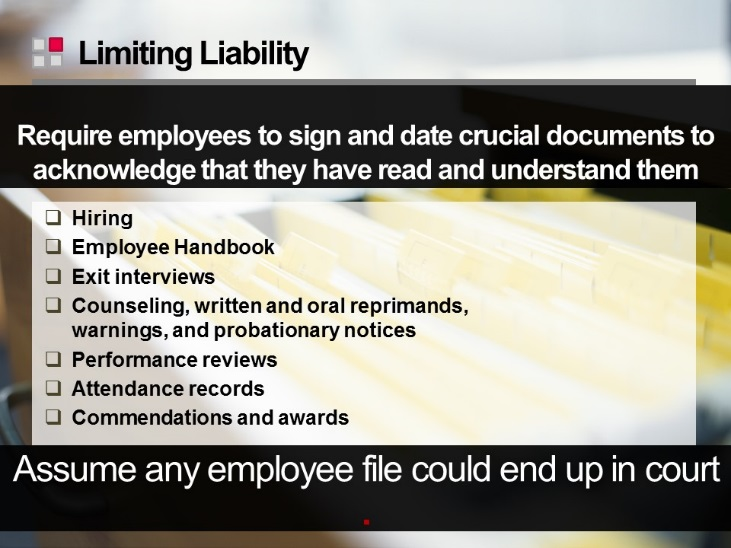 Limiting Liability
Require employees to sign and date crucial documents to
acknowledge that they have read and understand them
❑ Hiring
❑ Employee Handbook
❑ Exit interviews
❑ Counseling, written and oral reprimands,
warnings, and probationary notices
❑ Performance reviews
❑ Attendance records
❑ Commendations and awards
Assume any employee file could end up in court
.